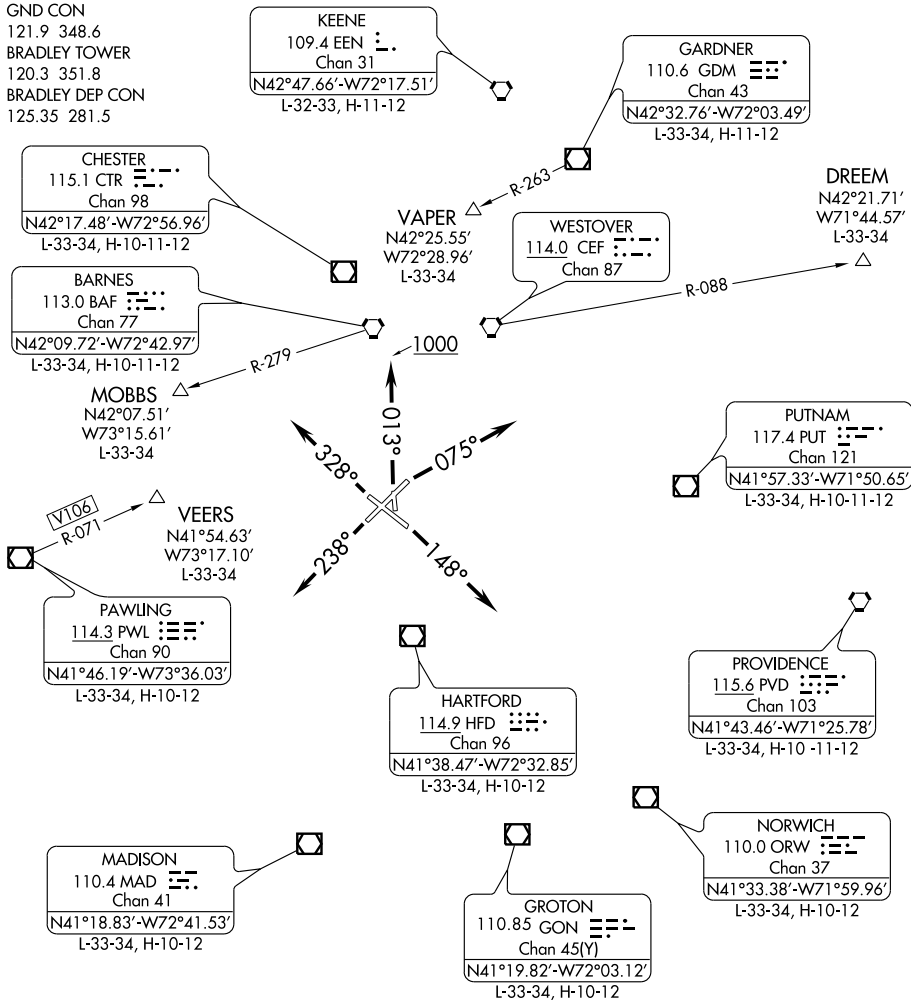 GND CON
121.9 348.6
BRADLEY TOWER
120.3 351.8
BRADLEY DEP CON
125.35 281.5
KEENE
109.4 EEN
Chan 31
N42°47.66’-W72°17.51’
L-32-33, H-11-12
GARDNER
110.6 GDM
Chan 43
N42°32.76’-W72°03.49’
L-33-34, H-11-12
CHESTER
115.1 CTR
Chan 98
N42°17.48’-W72°56.96’
L-33-34, H-10-11-12
R-263
VAPER
N42°25.55’
W72°28.96’
L-33-34
WESTOVER
114.0 CEF
Chan 87
DREEM
N42°21.71’
W71°44.57’
L-33-34
R-088
BARNES
113.0 BAF
Chan 77
N42°09.72’-W72°42.97’
L-33-34, H-10-11-12
R-279
1000
MOBBS
N42°07.51’
W73°15.61’
L-33-34
013°
328°
075°
238°
148°
PUTNAM
117.4 PUT
Chan 121
N41°57.33’-W71°50.65’
L-33-34, H-10-11-12
V106
R-071
VEERS
N41°54.63’
W73°17.10’
L-33-34
PAWLING
114.3 PWL
Chan 90
N41°46.19’-W73°36.03’
L-33-34, H-10-12
HARTFORD
114.9 HFD
Chan 96
N41°38.47’-W72°32.85’
L-33-34, H-10-12
PROVIDENCE
115.6 PVD
Chan 103
N41°43.46’-W71°25.78’
L-33-34, H-10 -11-12
MADISON
110.4 MAD
Chan 41
N41°18.83’-W72°41.53’
L-33-34, H-10-12
GROTON
110.85 GON
Chan 45(Y)
N41°19.82’-W72°03.12’
L-33-34, H-10-12
NORWICH
110.0 ORW
Chan 37
N41°33.38’-W71°59.96’
L-33-34, H-10-12